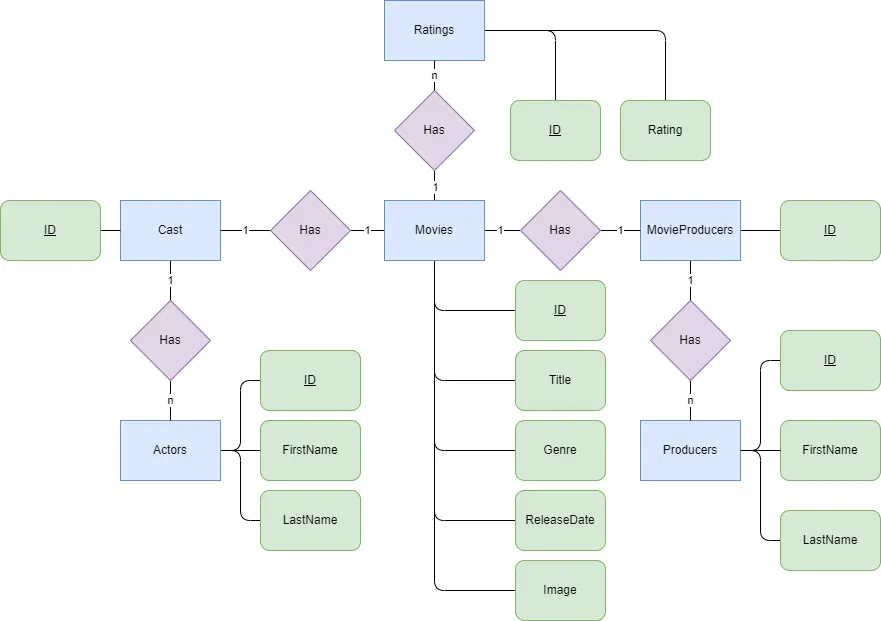 Ratings
n
Has
ID
Rating
1
ID
Cast
1
Has
1
Movies
1
Has
1
MovieProducers
ID
1
Has
n
Actors
ID
FirstName
LastName
ID
Title
Genre
ReleaseDate
Image
1
Has
n
Producers
ID
FirstName
LastName